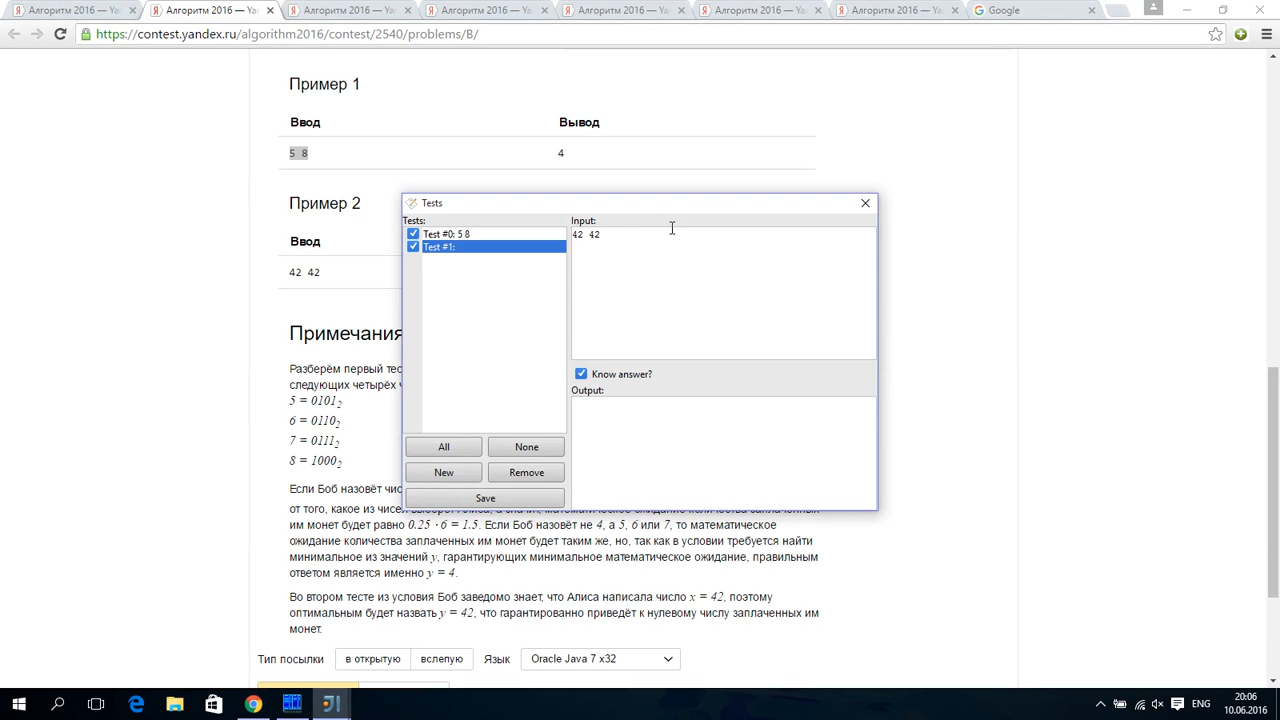 Алгоритм 2016 — Ya
Алгоритм 2016 — Yan
Алгоритм 2016 — Ya
Алгоритм 2016 — Ya
Алгоритм 2016 — Ya
Алгоритм 2016 — Ya
Алгоритм 2016 — Ya
Google
https://contest.yandex.ru/algorithm2016/contest/2540/problems/B/
Пример 1
Ввод
Вывод
5 8
4
Пример 2
Ввод
42 42
Tests
Tests:
Test #0: 5 8
Test #1:
All
None
New
Remove
Save
Input:
42 42
Know answer?
Output:
Примечания
Разберём первый тес
следующих четырёх ч
5 = 0101₂
6 = 0110₂
7 = 0111₂
8 = 1000₂
Если Боб назовёт чис
им монет будет равно 0.25 · 6 = 1.5. Если Боб назовёт не 4, а 5, 6 или 7, то математическое
ожидание количества заплаченных им монет будет таким же, но, так как в условии требуется найти
минимальное из значений y, гарантирующих минимальное математическое ожидание, правильным
ответом является именно y = 4.
Во втором тесте из условия Боб заведомо знает, что Алиса написала число x = 42, поэтому
оптимальным будет назвать y = 42, что гарантированно приведёт к нулевому числу заплаченных им
монет.
Тип посылки
в открытую
вслепую
Язык
Oracle Java 7 x32
ENG
20:06
10.06.2016